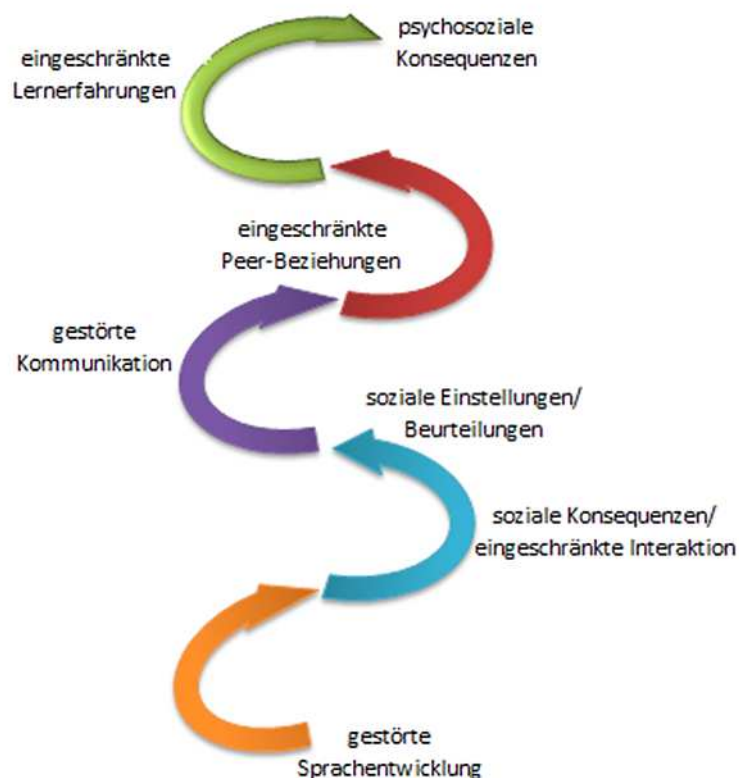 psychosoziale
Konsequenzen
eingeschränkte
Lernerfahrungen
eingeschränkte
Peer-Beziehungen
gestörte
Kommunikation
soziale Einstellungen/
Beurteilungen
soziale Konsequenzen/
eingeschränkte Interaktion
gestörte
Sprachentwicklung